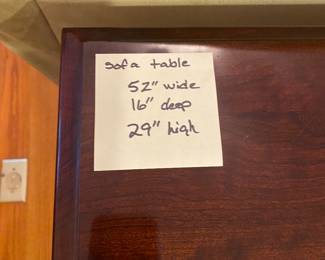 Sofa table
52" wide
16" deep
29" high